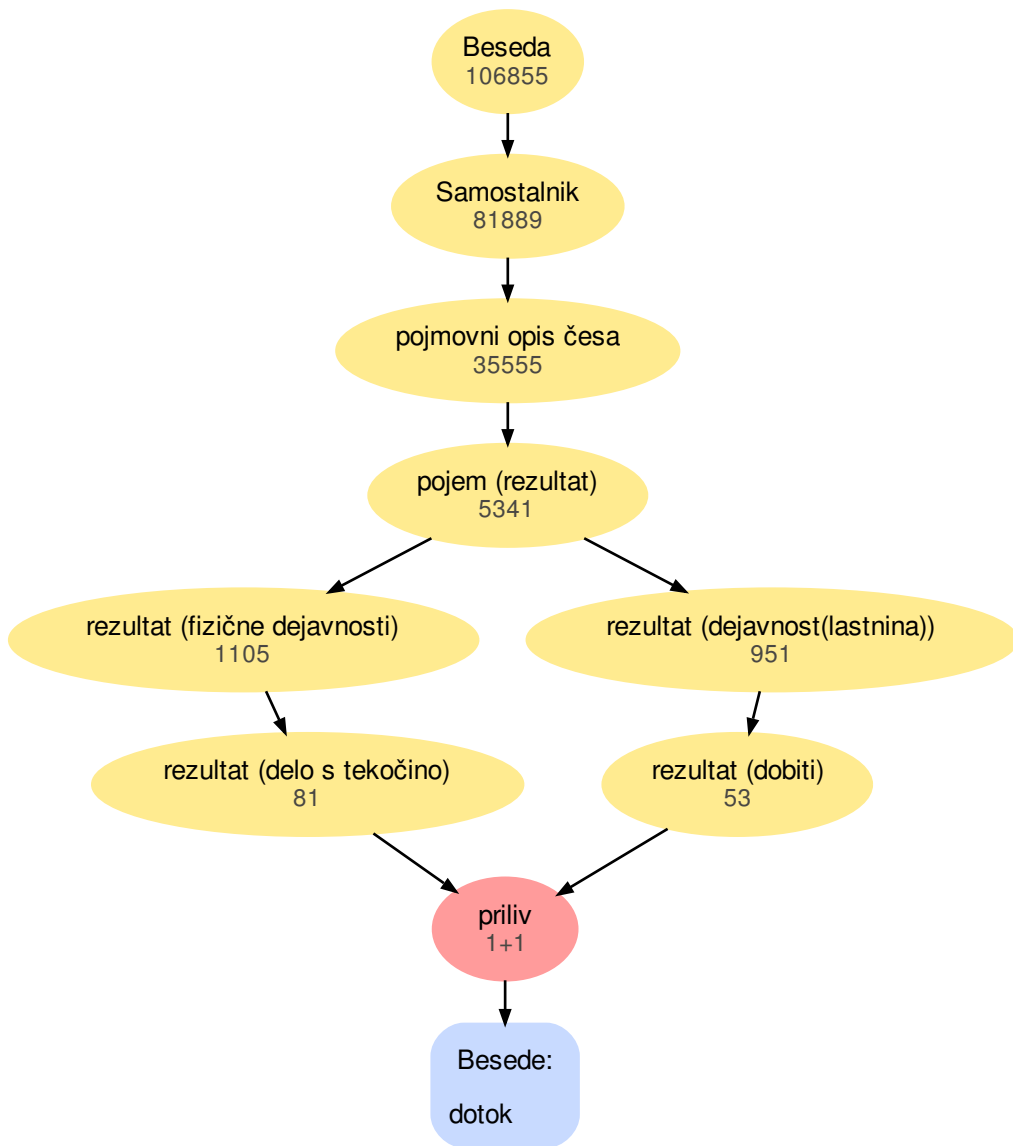 Beseda
106855
Samostalnik
81889
pojmovni opis česa
35555
pojem (rezultat)
5341
rezultat (fizične dejavnosti)
1105
rezultat (dejavnost(lastnina))
951
rezultat (delo s tekočino)
81
rezultat (dobiti)
53
priliv
1+1
Besede:
dotok